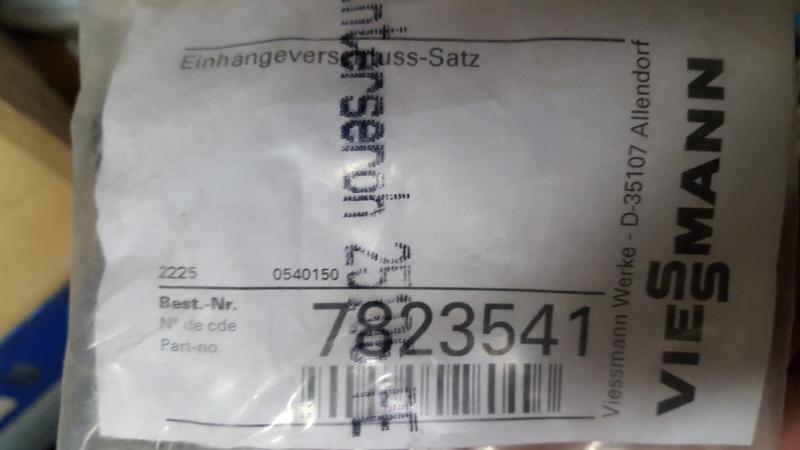 Einhängeverschluss-Satz
2225 0540150
Best.-Nr. 7823541
N° de cde
Part-no.
Viessmann Werke - D-35107 Allendorf
VIESSMANN